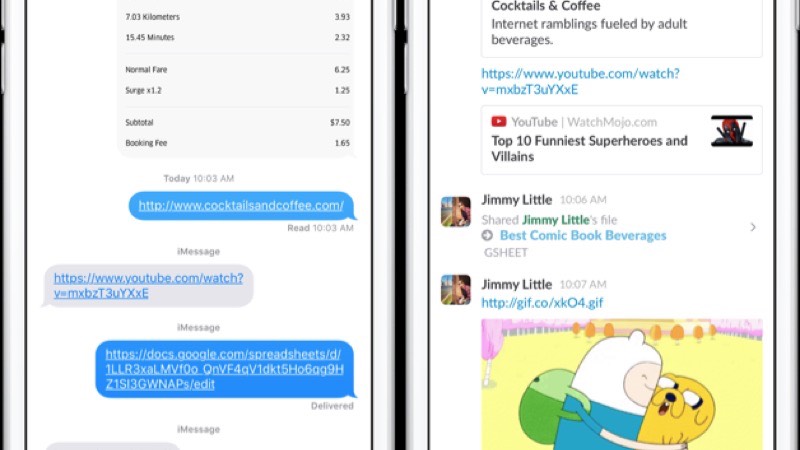 7.03 Kilometers 3.93
15.45 Minutes 2.32
Normal Fare 6.25
Surge x1.2 1.25
Subtotal $7.50
Booking Fee 1.65
Today 10:03 AM
http://www.cocktailsandcoffee.com/
Read 10:03 AM
iMessage
https://www.youtube.com/watch?
v=mxbzT3uYXxE
iMessage
https://docs.google.com/spreadsheets/d/
1LLR3xaLMVf0o_QnVF4qV1dkt5Ho6qg9H
Z1SI3GWNAPs/edit
Delivered
iMessage
Cocktails & Coffee
Internet ramblings fueled by adult
beverages.
https://www.youtube.com/watch?
v=mxbzT3uYXxE
YouTube | WatchMojo.com
Top 10 Funniest Superheroes and
Villains
Jimmy Little 10:06 AM
Shared Jimmy Little's file
Best Comic Book Beverages
GSHEET
Jimmy Little 10:07 AM
http://gif.co/xkO4.gif